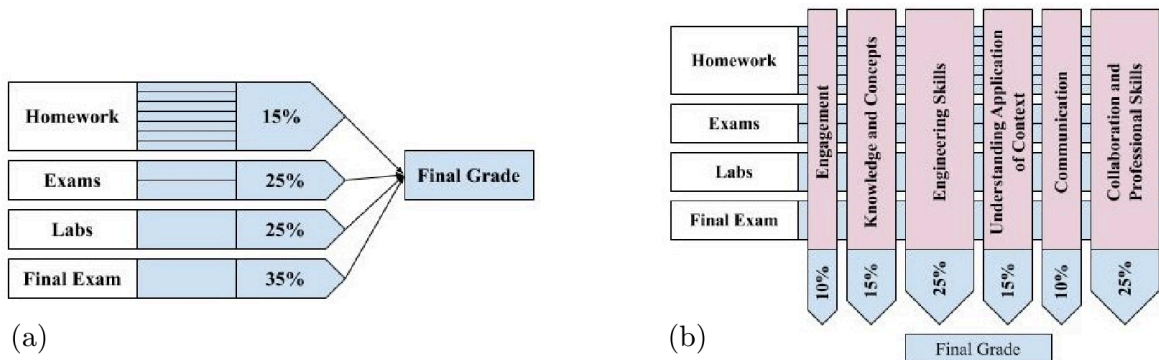 Homework
15%
Exams
25%
Labs
25%
Final Exam
35%
Final Grade
(a)
Homework
Exams
Labs
Final Exam
Engagement
Knowledge and Concepts
Engineering Skills
Understanding Application
of Context
Communication
Collaboration and
Professional Skills
10%
15%
25%
15%
10%
25%
Final Grade
(b)